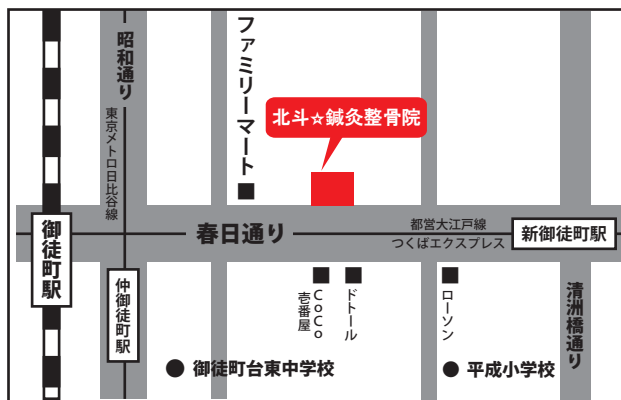 昭和通り
東京メトロ日比谷線
ファミリーマート
北斗☆鍼灸整骨院
御徒町駅
春日通り
都営大江戸線
つくばエクスプレス
新御徒町駅
仲御徒町駅
CoCo
壱番屋
ドトール
ローソン
清洲橋通り
御徒町台東中学校
平成小学校